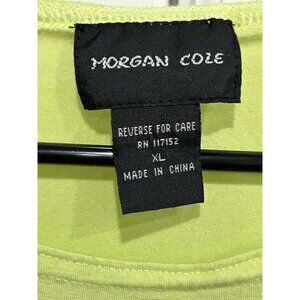 MORGAN COLE
REVERSE FOR CARE
RN 117152
XL
MADE IN CHINA